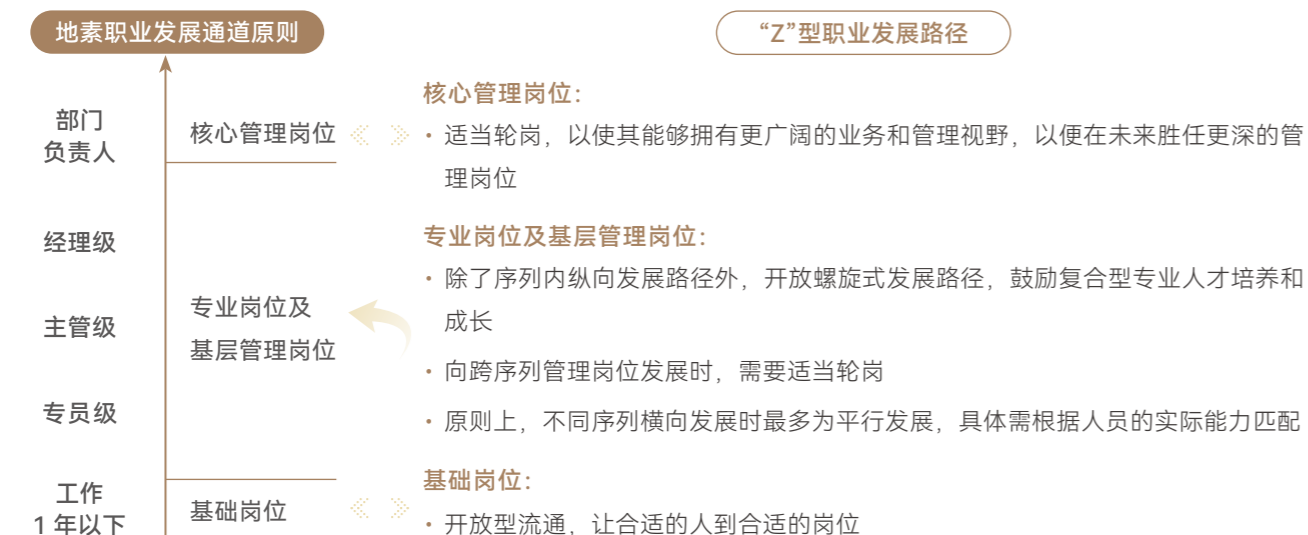 地素职业发展通道原则
部门
负责人
经理级
主管级
专员级
工作
1 年以下
核心管理岗位
专业岗位及
基层管理岗位
基础岗位
“Z”型职业发展路径
核心管理岗位：
• 适当轮岗，以使其能够拥有更广阔的业务和管理视野，以便在未来胜任更深的管
理岗位
专业岗位及基层管理岗位：
• 除了序列内纵向发展路径外，开放螺旋式发展路径，鼓励复合型专业人才培养和
成长
• 向跨序列管理岗位发展时，需要适当轮岗
• 原则上，不同序列横向发展时最多为平行发展，具体需根据人员的实际能力匹配
基础岗位：
• 开放型流通，让合适的人到合适的岗位